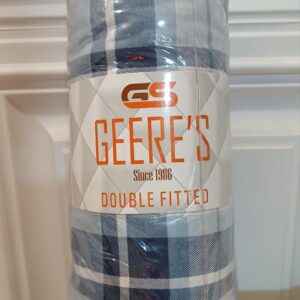 GS
GEERE'S
Since 1986
DOUBLE FITTED